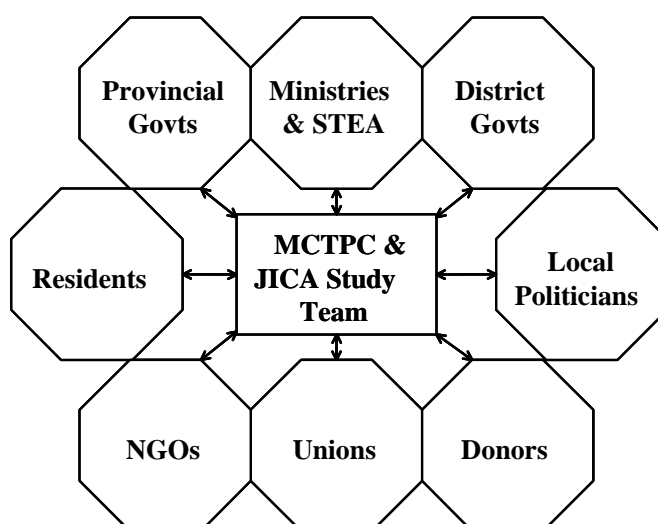 Provincial
Govts
Ministries
& STEA
District
Govts
Residents
MCTPC &
JICA Study
Team
Local
Politicians
NGOs
Unions
Donors